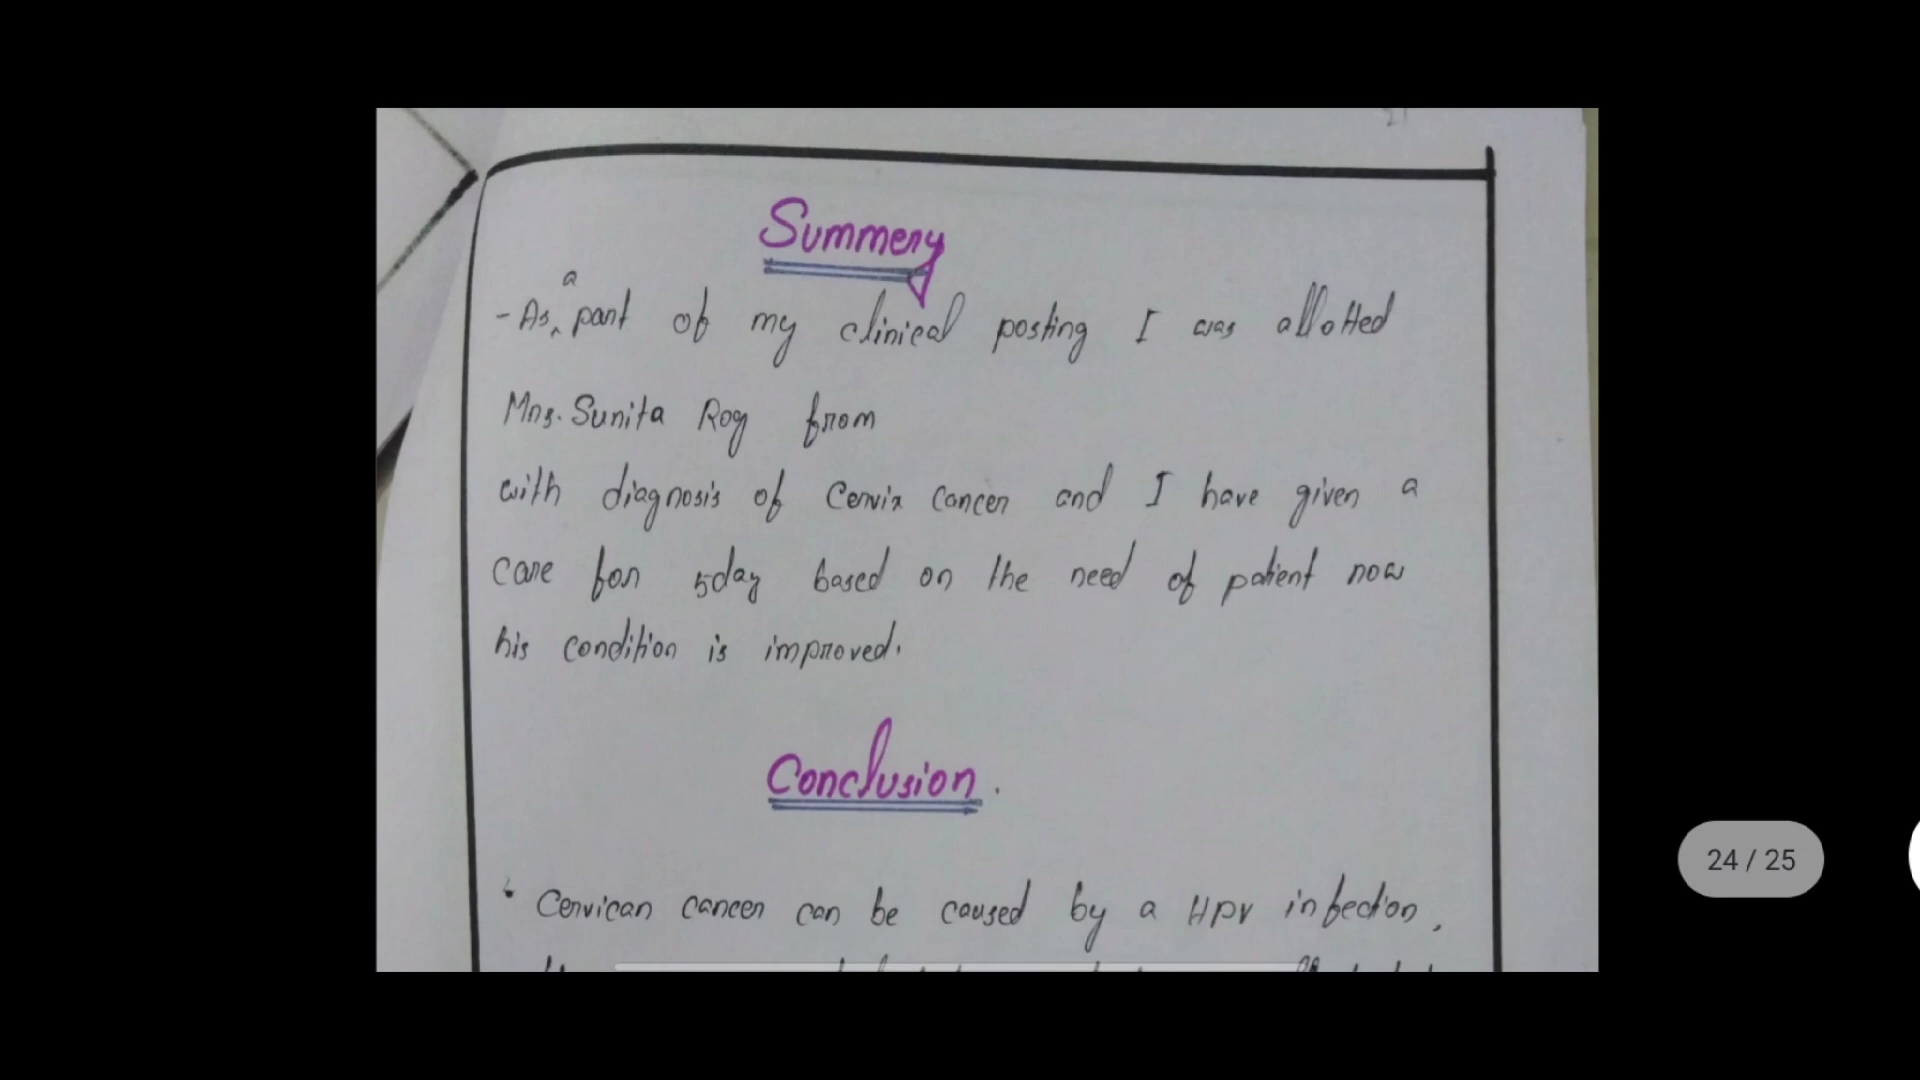 Summery
- As a part of my clinical posting I was allotted
Mrs. Sunita Roy from
with diagnosis of Cervix Cancer and I have given a
care for 5day based on the need of patient now
his condition is improved.
Conclusion.
Cervican cancer can be caused by a HPV infection,
24 / 25